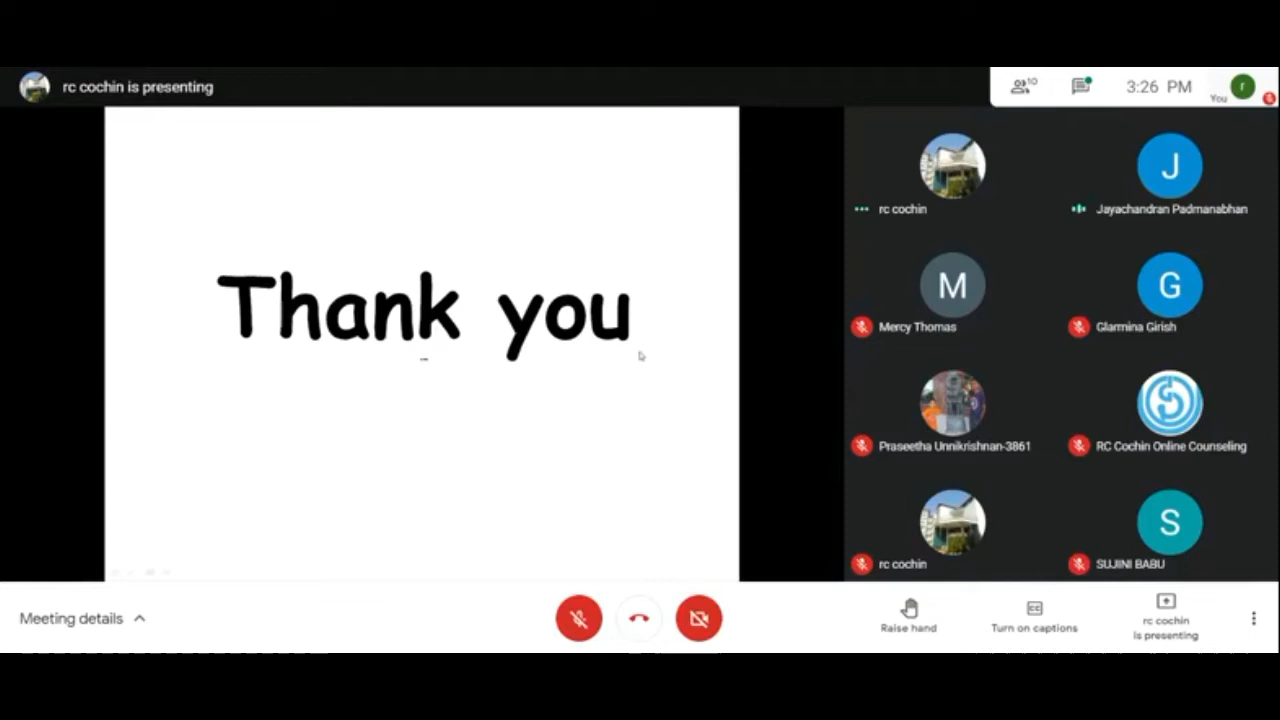 rc cochin is presenting
10
3:26 PM
You
r
Thank you
rc cochin
J
Jayachandran Padmanabhan
M
Mercy Thomas
G
Glarmina Girish
Praseetha Unnikrishnan-3861
RC Cochin Online Counseling
rc cochin
S
SUJINI BABU
Meeting details
Raise hand
CC
Turn on captions
rc cochin
is presenting